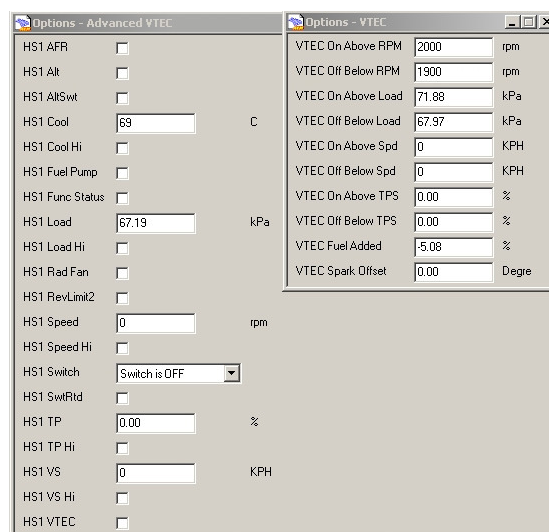 Options - Advanced VTEC
HS1 AFR
HS1 Alt
HS1 AltSwt
HS1 Cool 69 C
HS1 Cool Hi
HS1 Fuel Pump
HS1 Func Status
HS1 Load 67.19 kPa
HS1 Load Hi
HS1 Rad Fan
HS1 RevLimit2
HS1 Speed 0 rpm
HS1 Speed Hi
HS1 Switch Switch is OFF
HS1 SwtRtd
HS1 TP 0.00 %
HS1 TP Hi
HS1 VS 0 KPH
HS1 VS Hi
HS1 VTEC
Options - VTEC
VTEC On Above RPM 2000 rpm
VTEC Off Below RPM 1900 rpm
VTEC On Above Load 71.88 kPa
VTEC Off Below Load 67.97 kPa
VTEC On Above Spd 0 KPH
VTEC Off Below Spd 0 KPH
VTEC On Above TPS 0.00 %
VTEC Off Below TPS 0.00 %
VTEC Fuel Added -5.08 %
VTEC Spark Offset 0.00 Degre